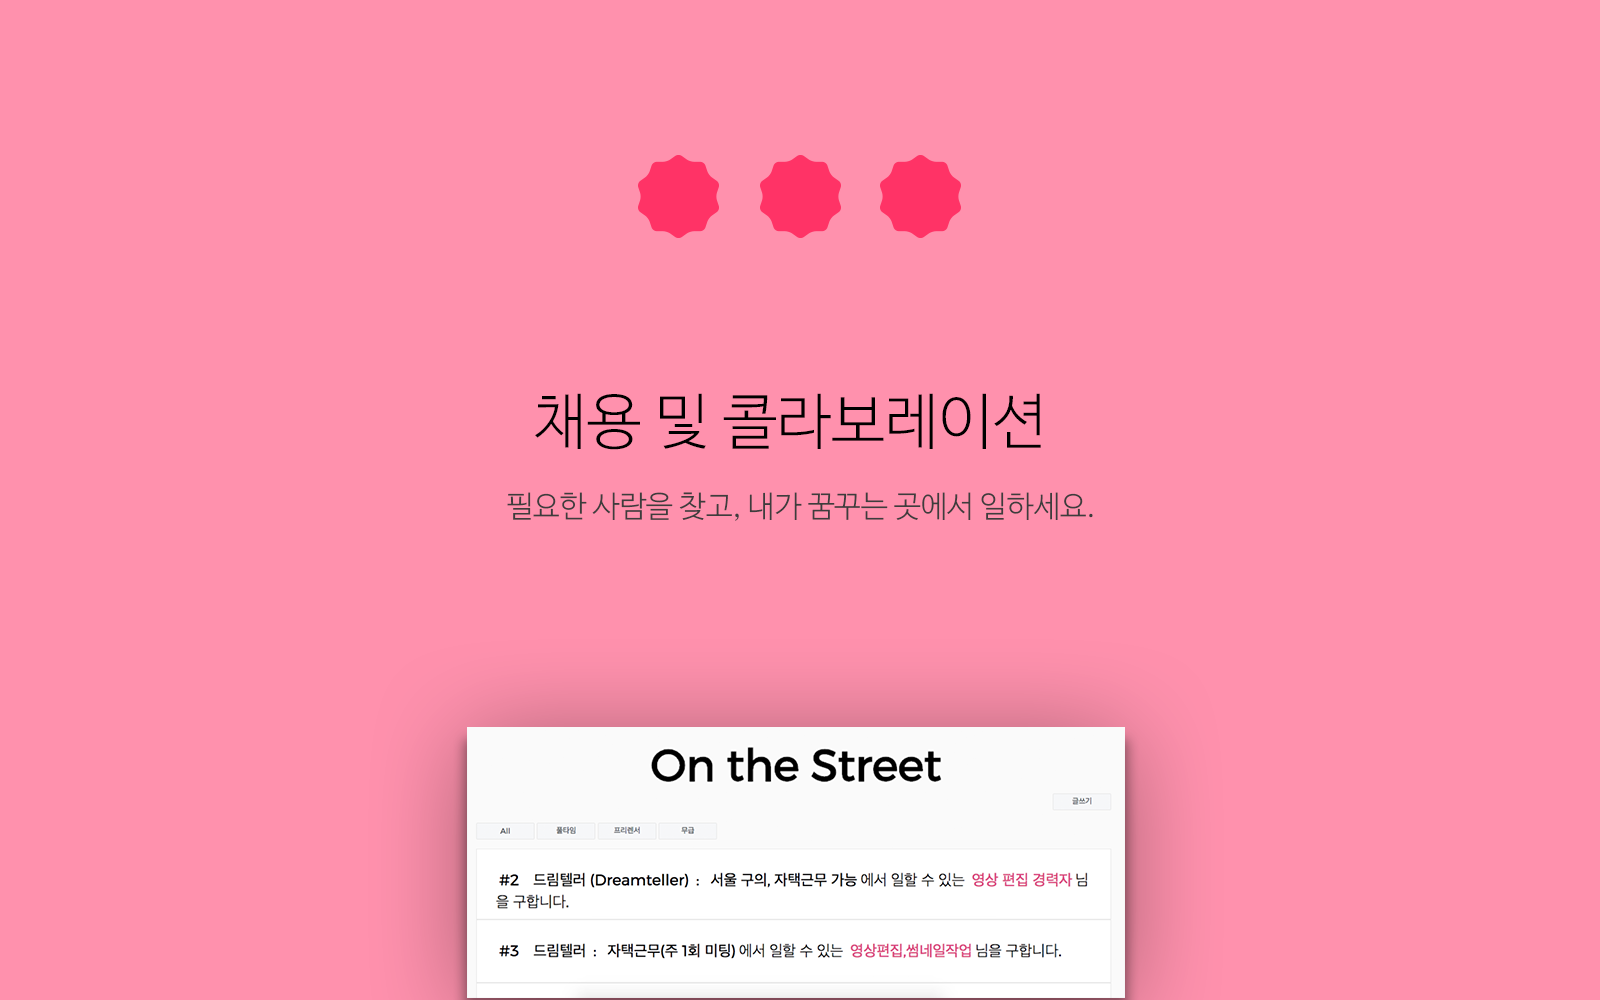 채용 및 콜라보레이션
필요한 사람을 찾고, 내가 꿈꾸는 곳에서 일하세요.
On the Street
글쓰기
All 풀타임 프리렌서 무급
#2 드림텔러 (Dreamteller) : 서울 구의, 자택근무 가능 에서 일할 수 있는 영상 편집 경력자 님
을 구합니다.
#3 드림텔러 : 자택근무(주 1회 미팅) 에서 일할 수 있는 영상편집,썸네일작업 님을 구합니다.